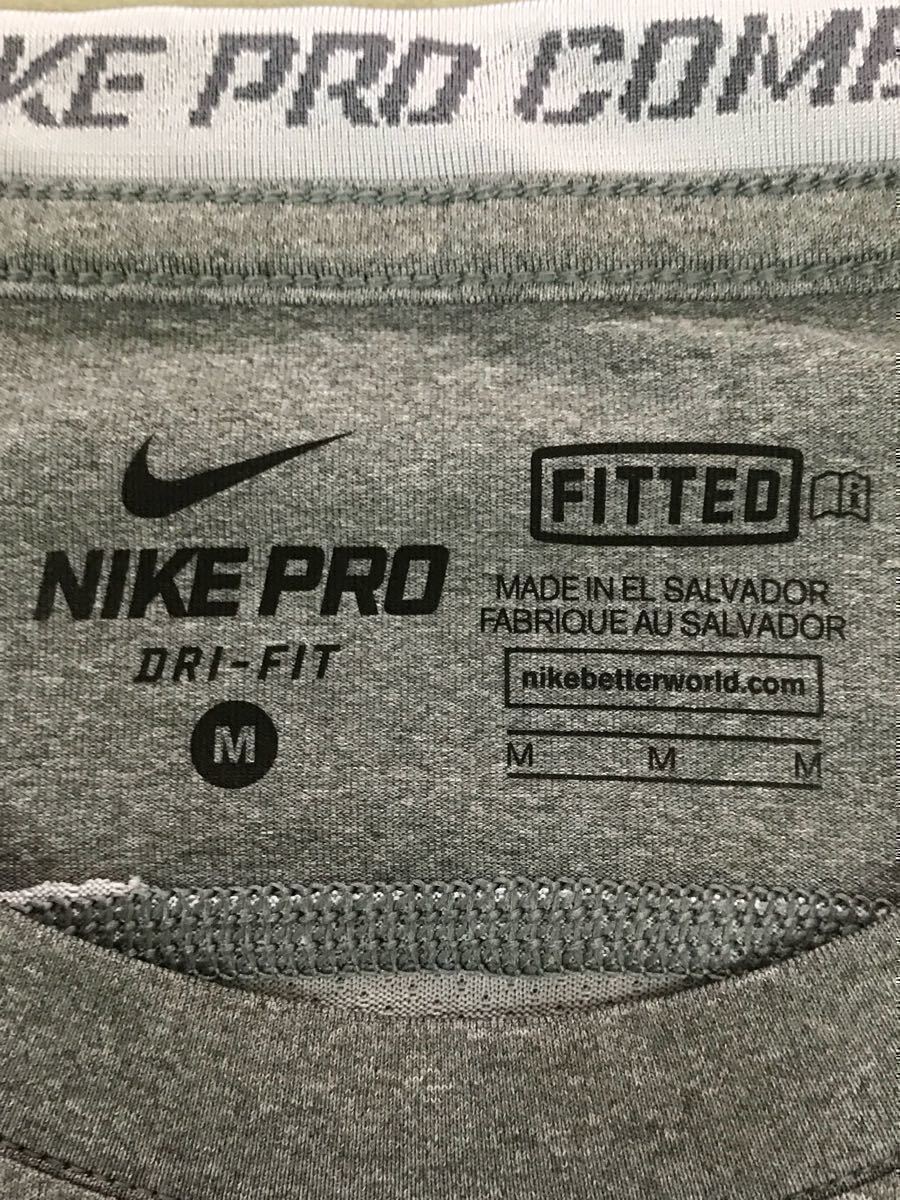 KE PRO COMB
NIKE PRO
DRI-FIT
M
FITTED
MADE IN EL SALVADOR
FABRIQUE AU SALVADOR
nikebetterworld.com
M M M